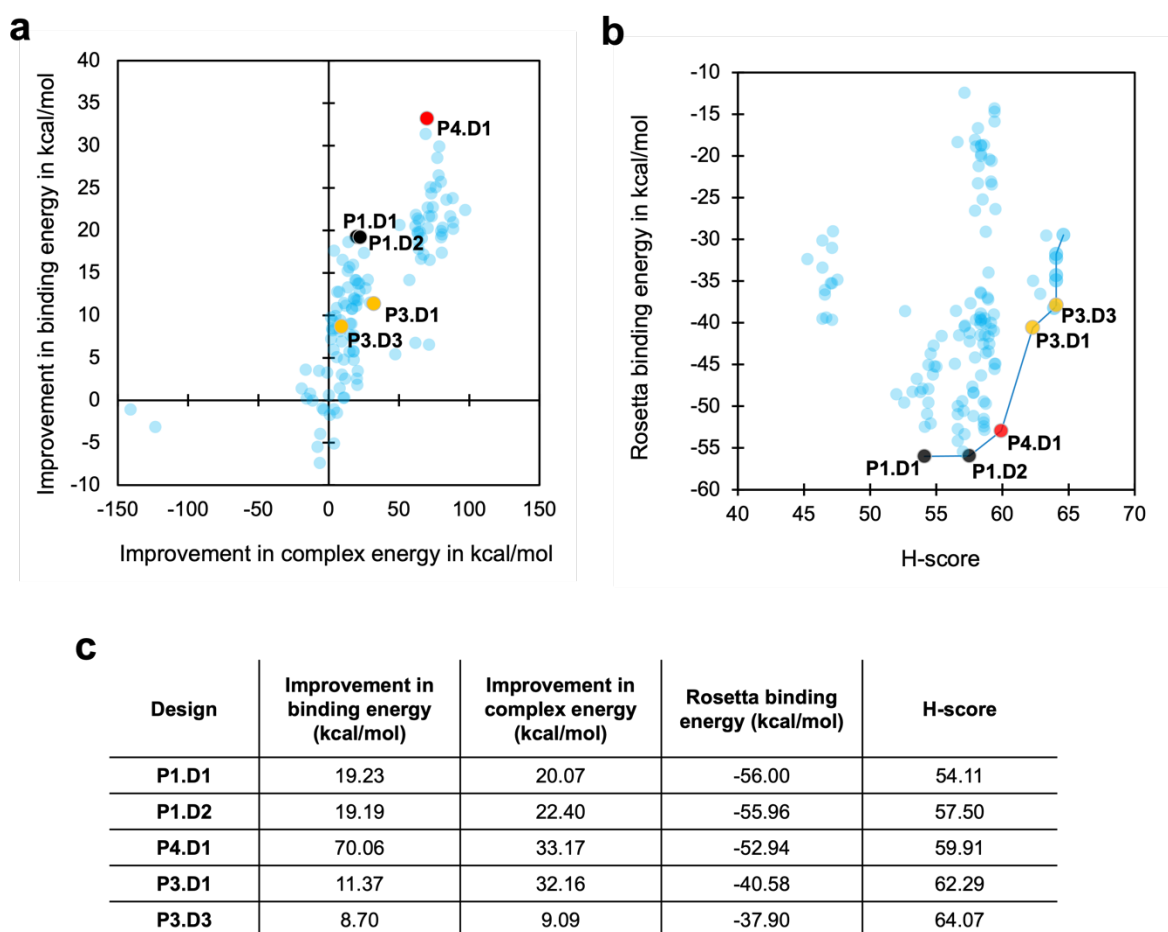 a
Improvement in binding energy in kcal/mol
40
35
30
25
20
15
10
5
0
-5
-10
-150
-100
-50
0
50
100
150
Improvement in complex energy in kcal/mol
P4.D1
P1.D1
P1.D2
P3.D1
P3.D3
b
Rosetta binding energy in kcal/mol
-10
-15
-20
-25
-30
-35
-40
-45
-50
-55
-60
40
45
50
55
60
65
70
H-score
P3.D3
P3.D1
P4.D1
P1.D1
P1.D2
c
Design
Improvement in
binding energy
(kcal/mol)
Improvement in
complex energy
(kcal/mol)
Rosetta binding
energy (kcal/mol)
H-score
P1.D1 19.23 20.07 -56.00 54.11
P1.D2 19.19 22.40 -55.96 57.50
P4.D1 70.06 33.17 -52.94 59.91
P3.D1 11.37 32.16 -40.58 62.29
P3.D3 8.70 9.09 -37.90 64.07